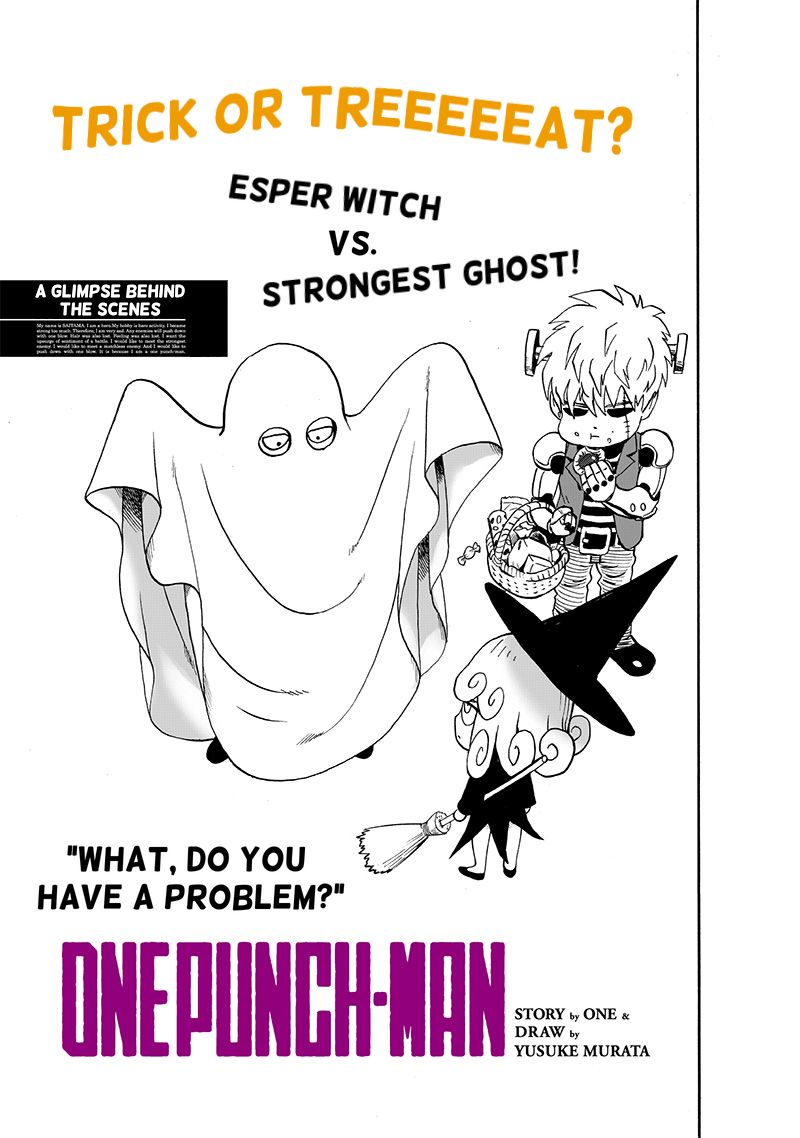 TRICK OR TREEEEEEAT?
ESPER WITCH
VS.
STRONGEST GHOST!
A GLIMPSE BEHIND
THE SCENES
My name is SAITAMA. I am a hero.My hobby is hero activity. I became
strong too much. Therefore, I am very sad. Any enemies will push down
with one blow. Hair was also lost. Feeling was also lost. I want the
upsurge of sentiment of a battle. I would like to meet the strongest
enemy. I would like to meet a matchless enemy. And I would like to
push down with one blow. It is because I am a one punch-man.
"WHAT, DO YOU
HAVE A PROBLEM?"
ONEPUNCH-MAN
STORY by ONE &
DRAW by
YUSUKE MURATA